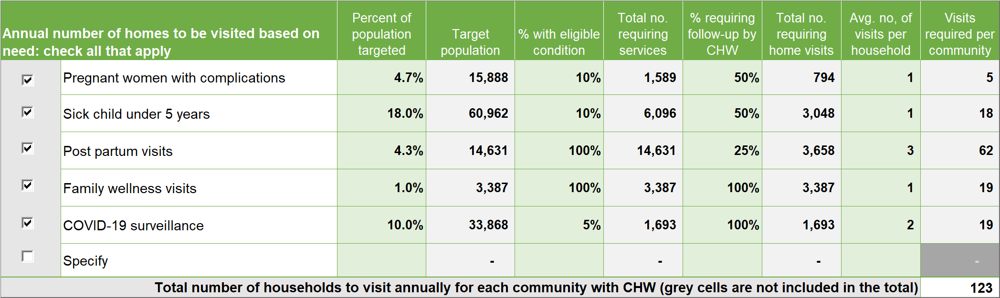 Annual number of homes to be visited based on need: check all that apply
Percent of population targeted
Target population
% with eligible condition
Total no. requiring services
% requiring follow-up by CHW
Total no. requiring home visits
Avg. no, of visits per household
Visits required per community
Pregnant women with complications 4.7% 15,888 10% 1,589 50% 794 1 5
Sick child under 5 years 18.0% 60,962 10% 6,096 50% 3,048 1 18
Post partum visits 4.3% 14,631 100% 14,631 25% 3,658 3 62
Family wellness visits 1.0% 3,387 100% 3,387 100% 3,387 1 19
COVID-19 surveillance 10.0% 33,868 5% 1,693 100% 1,693 2 19
Specify - - - -
Total number of households to visit annually for each community with CHW (grey cells are not included in the total) 123